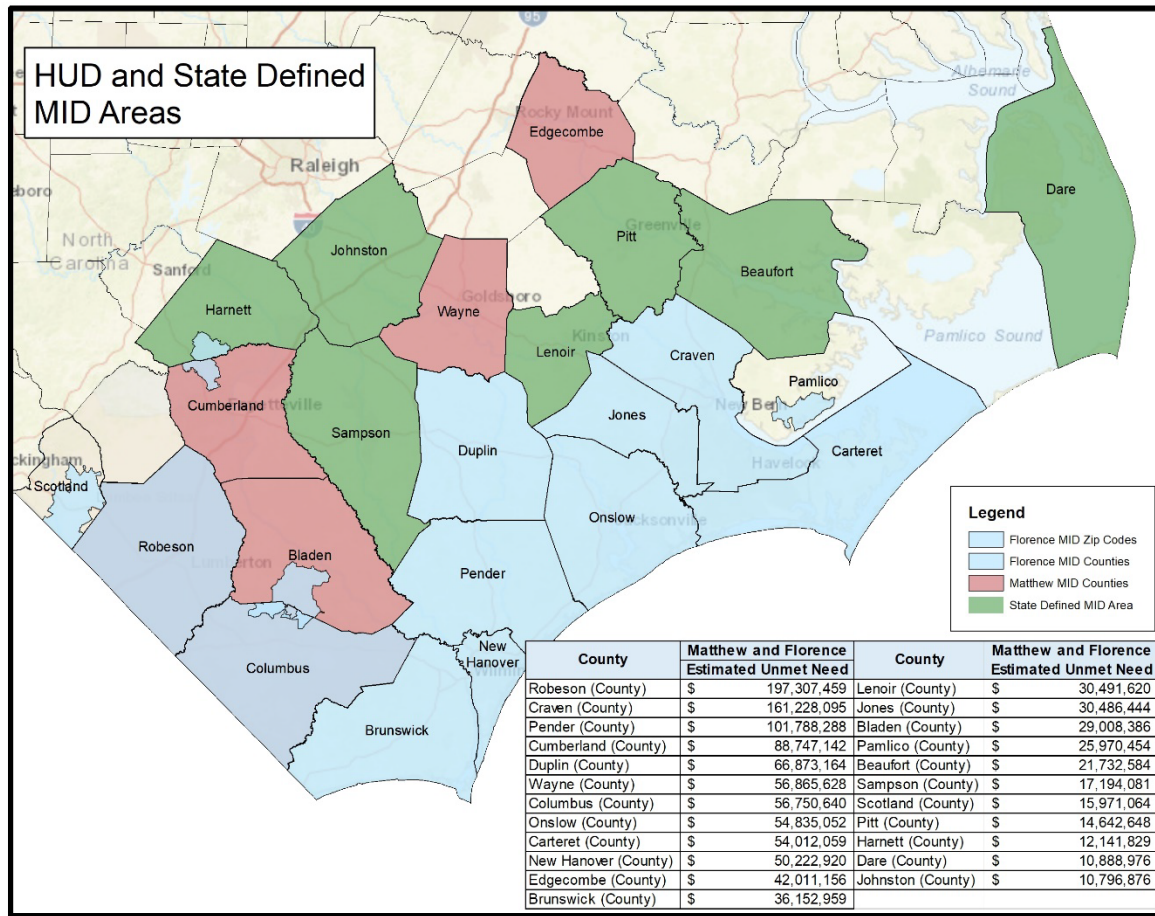 95
HUD and State Defined
MID Areas
Albemarle
Sound
Rocky Mount
Edgecombe
Raleigh
Dare
Greenville
Pitt
North
Carolina
Sanford
Johnston
Beaufort
Harnett
Goldsboro
Wayne
Kinston
Lenoir
Craven
Pamlico Sound
Pamlico
Cumberland
New Bern
Jones
Sampson
Duplin
Carteret
Havelock
Scotland
Onslow
Jacksonville
Robeson
Lumberton
Bladen
Pender
New
Hanover
Columbus
Brunswick
Legend
Florence MID Zip Codes
Florence MID Counties
Matthew MID Counties
State Defined MID Area
County Matthew and Florence County Matthew and Florence
Estimated Unmet Need Estimated Unmet Need
Robeson (County) $ 197,307,459 Lenoir (County) $ 30,491,620
Craven (County) $ 161,228,095 Jones (County) $ 30,486,444
Pender (County) $ 101,788,288 Bladen (County) $ 29,008,386
Cumberland (County) $ 88,747,142 Pamlico (County) $ 25,970,454
Duplin (County) $ 66,873,164 Beaufort (County) $ 21,732,584
Wayne (County) $ 56,865,628 Sampson (County) $ 17,194,081
Columbus (County) $ 56,750,640 Scotland (County) $ 15,971,064
Onslow (County) $ 54,835,052 Pitt (County) $ 14,642,648
Carteret (County) $ 54,012,059 Harnett (County) $ 12,141,829
New Hanover (County) $ 50,222,920 Dare (County) $ 10,888,976
Edgecombe (County) $ 42,011,156 Johnston (County) $ 10,796,876
Brunswick (County) $ 36,152,959